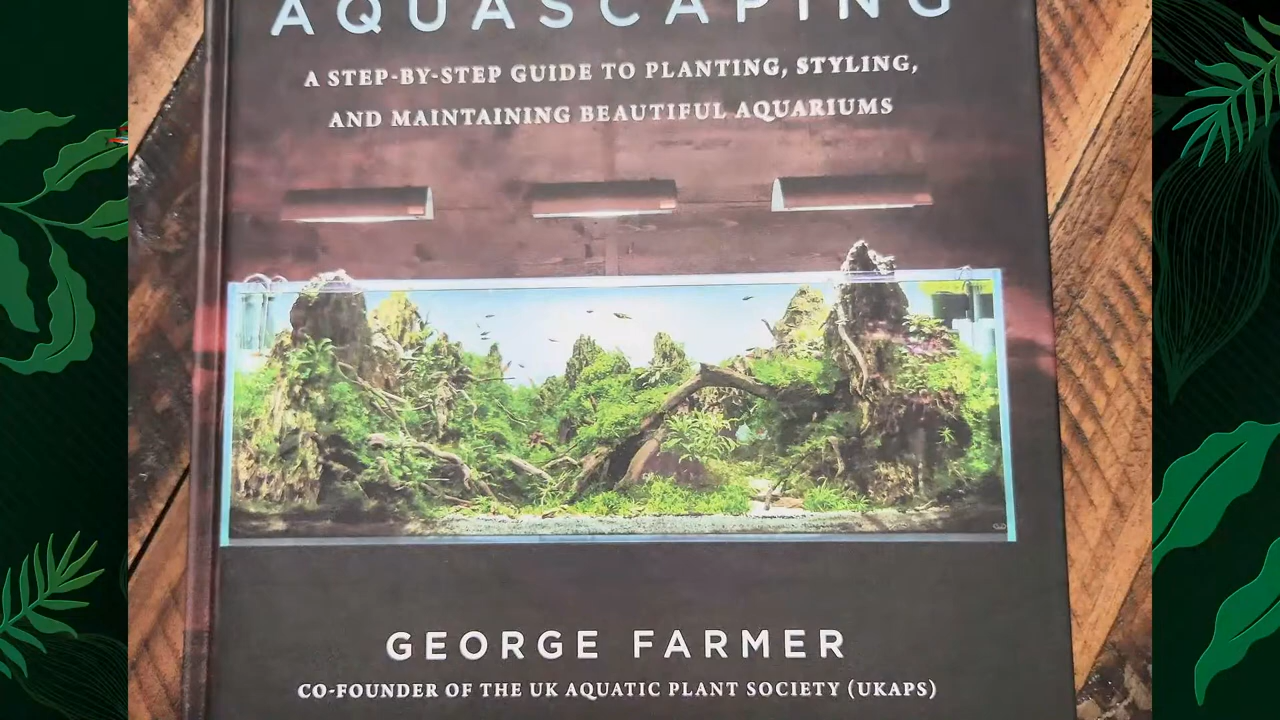 AQUASCAPING
A STEP-BY-STEP GUIDE TO PLANTING, STYLING,
AND MAINTAINING BEAUTIFUL AQUARIUMS
GEORGE FARMER
CO-FOUNDER OF THE UK AQUATIC PLANT SOCIETY (UKAPS)